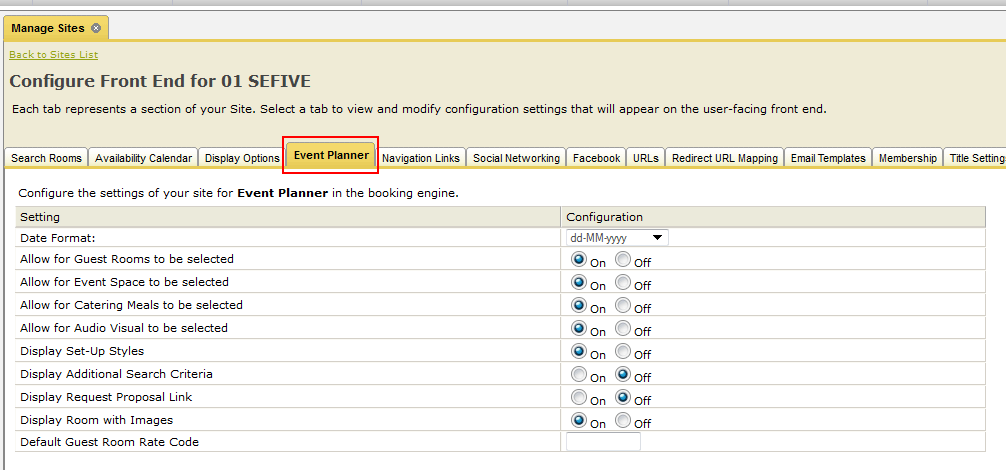 Manage Sites
Back to Sites List
Configure Front End for 01 SEFIVE
Each tab represents a section of your Site. Select a tab to view and modify configuration settings that will appear on the user-facing front end.
Search Rooms Availability Calendar Display Options Event Planner Navigation Links Social Networking Facebook URLs Redirect URL Mapping Email Templates Membership Title Setting
Configure the settings of your site for Event Planner in the booking engine.
Setting Configuration
Date Format: dd-MM-yyyy
Allow for Guest Rooms to be selected On Off
Allow for Event Space to be selected On Off
Allow for Catering Meals to be selected On Off
Allow for Audio Visual to be selected On Off
Display Set-Up Styles On Off
Display Additional Search Criteria On Off
Display Request Proposal Link On Off
Display Room with Images On Off
Default Guest Room Rate Code